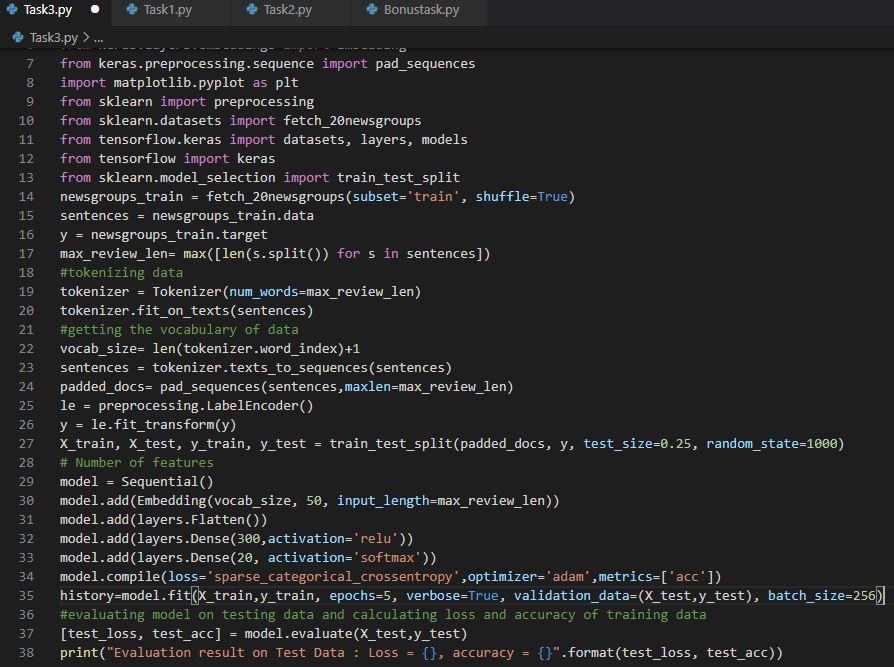 Task3.py ● Task1.py Task2.py Bonustask.py
Task3.py > ...
7 from keras.preprocessing.sequence import pad_sequences
8 import matplotlib.pyplot as plt
9 from sklearn import preprocessing
10 from sklearn.datasets import fetch_20newsgroups
11 from tensorflow.keras import datasets, layers, models
12 from tensorflow import keras
13 from sklearn.model_selection import train_test_split
14 newsgroups_train = fetch_20newsgroups(subset='train', shuffle=True)
15 sentences = newsgroups_train.data
16 y = newsgroups_train.target
17 max_review_len= max([len(s.split()) for s in sentences])
18 #tokenizing data
19 tokenizer = Tokenizer(num_words=max_review_len)
20 tokenizer.fit_on_texts(sentences)
21 #getting the vocabulary of data
22 vocab_size= len(tokenizer.word_index)+1
23 sentences = tokenizer.texts_to_sequences(sentences)
24 padded_docs= pad_sequences(sentences,maxlen=max_review_len)
25 le = preprocessing.LabelEncoder()
26 y = le.fit_transform(y)
27 X_train, X_test, y_train, y_test = train_test_split(padded_docs, y, test_size=0.25, random_state=1000)
28 # Number of features
29 model = Sequential()
30 model.add(Embedding(vocab_size, 50, input_length=max_review_len))
31 model.add(layers.Flatten())
32 model.add(layers.Dense(300,activation='relu'))
33 model.add(layers.Dense(20, activation='softmax'))
34 model.compile(loss='sparse_categorical_crossentropy',optimizer='adam',metrics=['acc'])
35 history=model.fit(X_train,y_train, epochs=5, verbose=True, validation_data=(X_test,y_test), batch_size=256)
36 #evaluating model on testing data and calculating loss and accuracy of training data
37 [test_loss, test_acc] = model.evaluate(X_test,y_test)
38 print("Evaluation result on Test Data : Loss = {}, accuracy = {}".format(test_loss, test_acc))